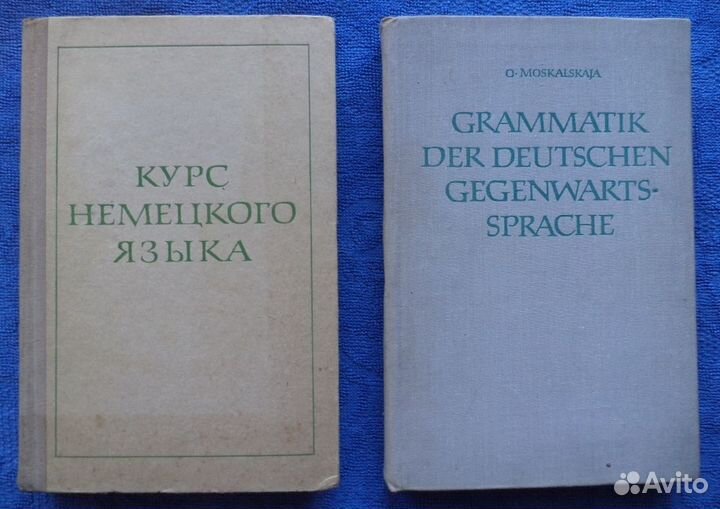 КУРС
НЕМЕЦКОГО
ЯЗЫКА
O. MOSKALSKAJA
GRAMMATIK
DER DEUTSCHEN
GEGENWARTS-
SPRACHE
Avito